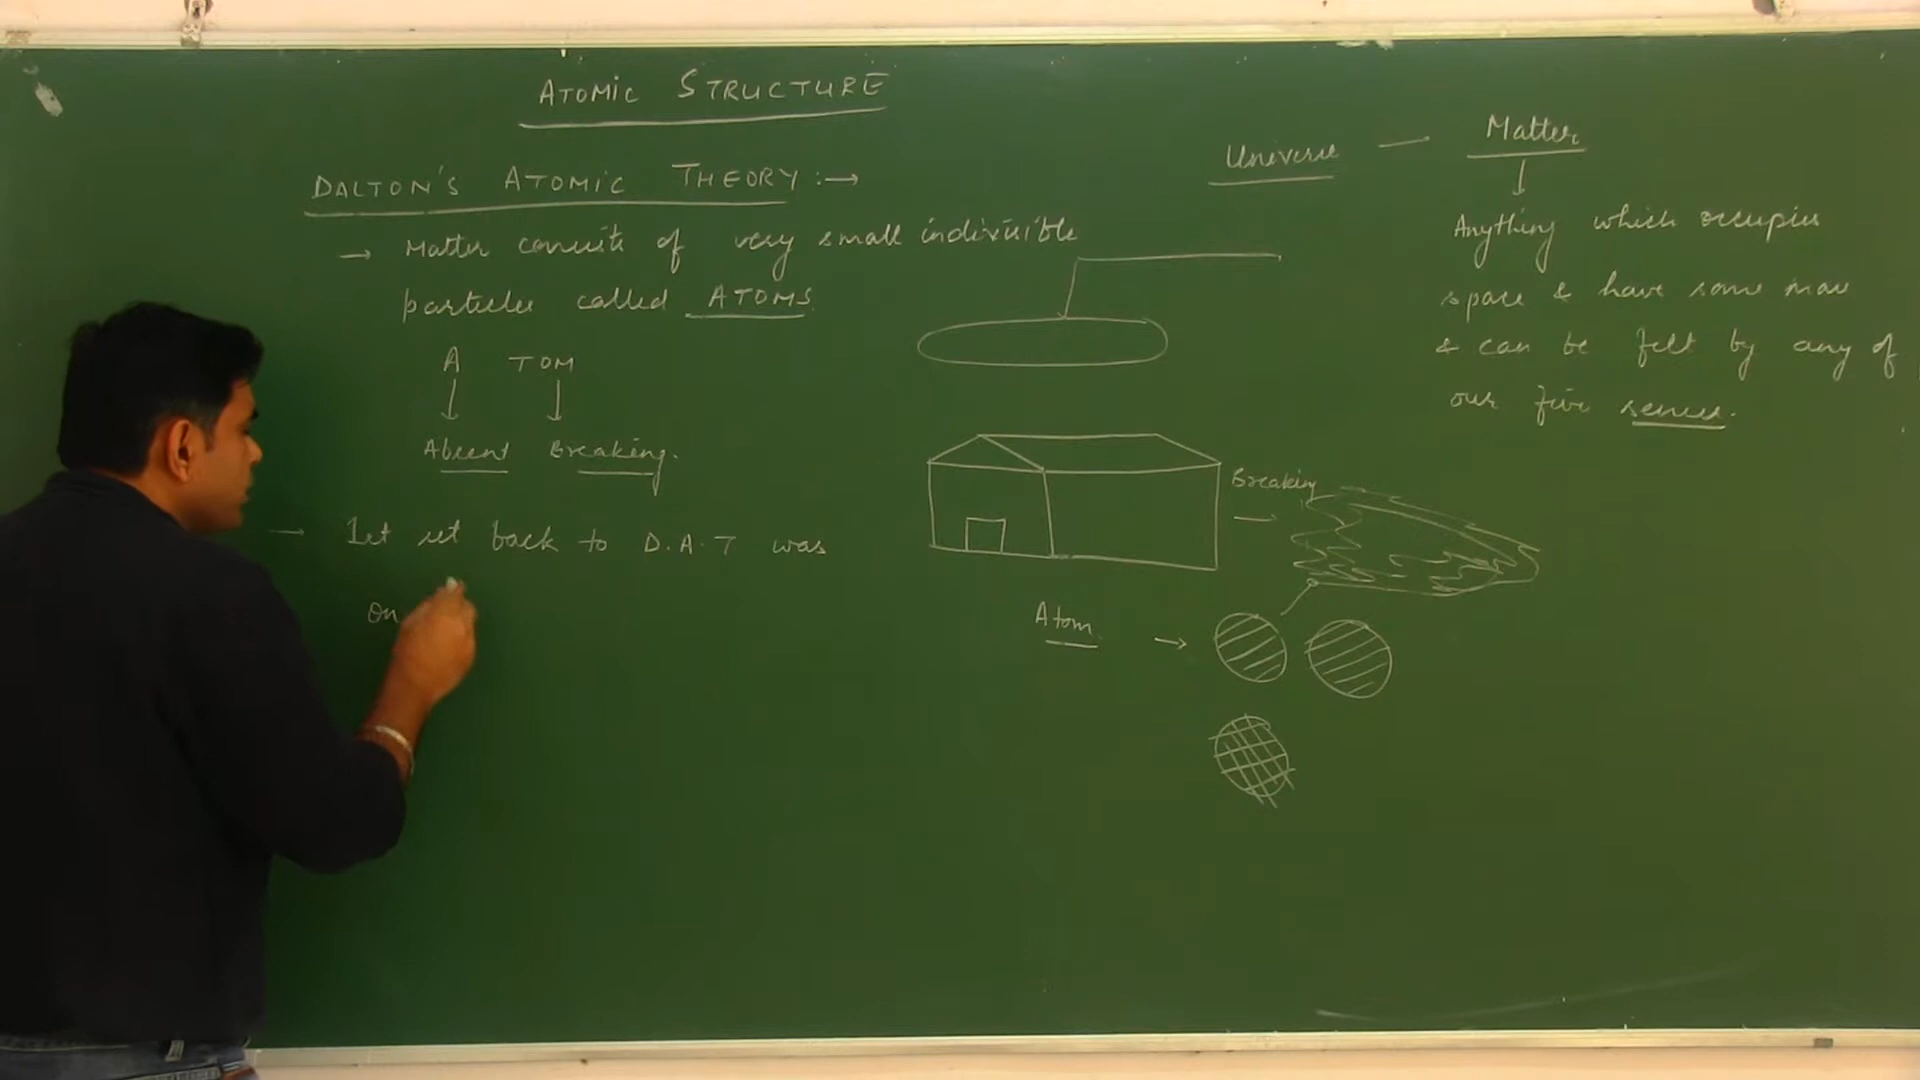 ATOMIC STRUCTURE
DALTON'S ATOMIC THEORY :→
→ Matter consists of very small indivisible
particles called ATOMS.
A TOM
Absent Breaking.
→ 1st set back to D.A.T was
On
Universe — Matter
Anything which occupies
space & have some mass
& can be felt by any of
our five senses.
Breaking
Atom